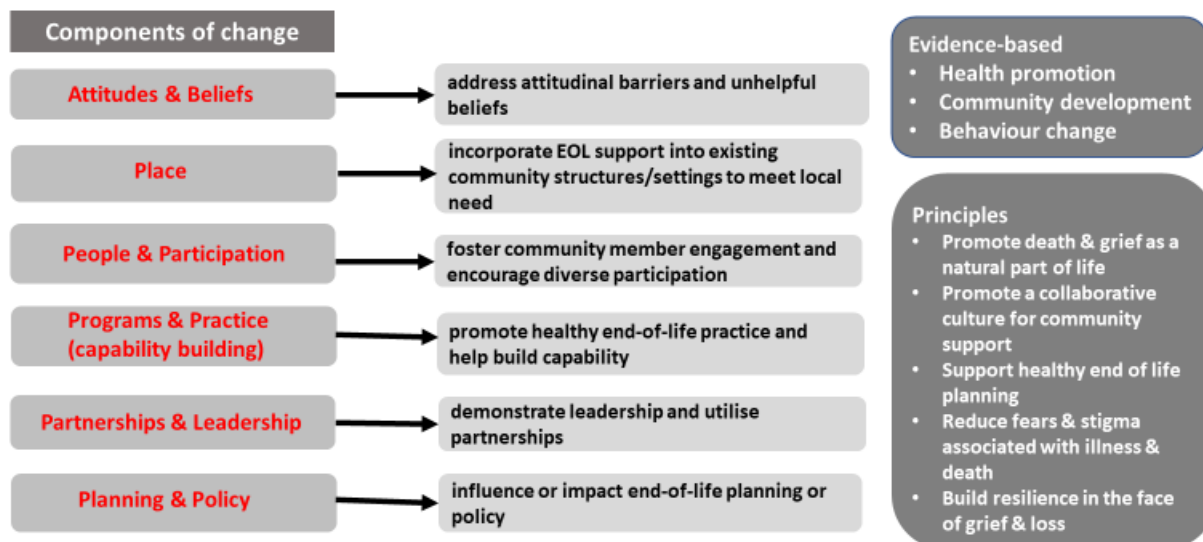 Components of change
Attitudes & Beliefs
address attitudinal barriers and unhelpful
beliefs
Place
incorporate EOL support into existing
community structures/settings to meet local
need
People & Participation
foster community member engagement and
encourage diverse participation
Programs & Practice
(capability building)
promote healthy end-of-life practice and
help build capability
Partnerships & Leadership
demonstrate leadership and utilise
partnerships
Planning & Policy
influence or impact end-of-life planning or
policy
Evidence-based
• Health promotion
• Community development
• Behaviour change
Principles
• Promote death & grief as a
natural part of life
• Promote a collaborative
culture for community
support
• Support healthy end of life
planning
• Reduce fears & stigma
associated with illness &
death
• Build resilience in the face
of grief & loss